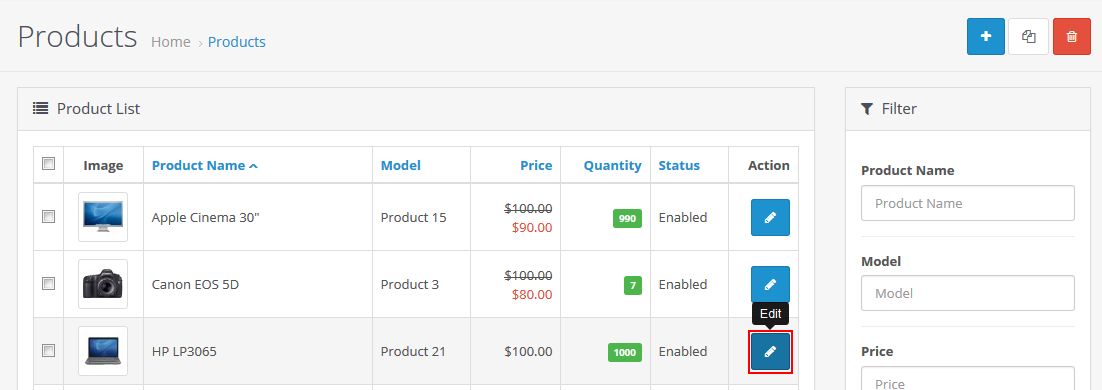 Products Home › Products
Product List
Image Product Name Model Price Quantity Status Action
Apple Cinema 30" Product 15 $100.00 990 Enabled
$90.00
Canon EOS 5D Product 3 $100.00 7 Enabled
$80.00
Edit
HP LP3065 Product 21 $100.00 1000 Enabled
Filter
Product Name
Product Name
Model
Model
Price
Price